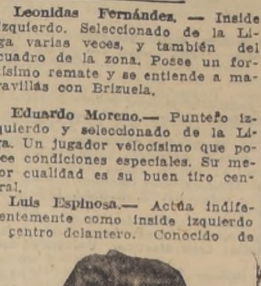 Leonidas Fernández. — Inside
izquierdo. Seleccionado de la Li-
ga varias veces, y también del
cuadro de la zona. Posee un for-
tísimo remate y se entiende a ma-
ravillas con Brizuela.
Eduardo Moreno.— Puntero iz-
quierdo y seleccionado de la Li-
ga. Un jugador velocísimo que po-
see condiciones especiales. Su me-
jor cualidad es su buen tiro cen-
tral.
Luis Espinosa.— Actúa indife-
rentemente como inside izquierdo
centro delantero. Conocido de